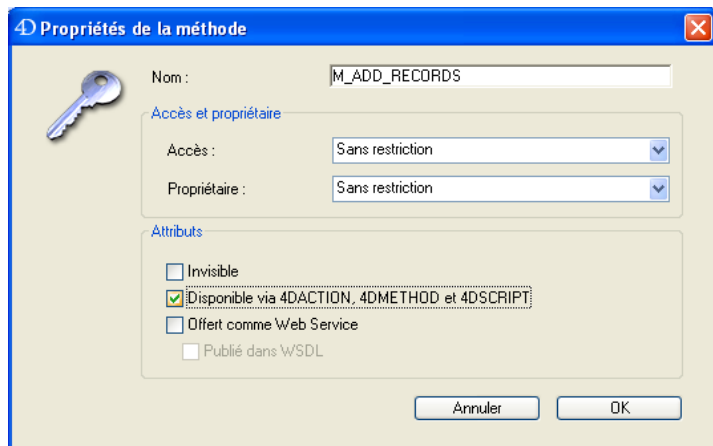 4D Propriétés de la méthode
Nom :
M_ADD_RECORDS
Accès et propriétaire
Accès :
Sans restriction
Propriétaire :
Sans restriction
Attributs
Invisible
Disponible via 4DACTION, 4DMETHOD et 4DSCRIPT
Offert comme Web Service
Publié dans WSDL
Annuler
OK